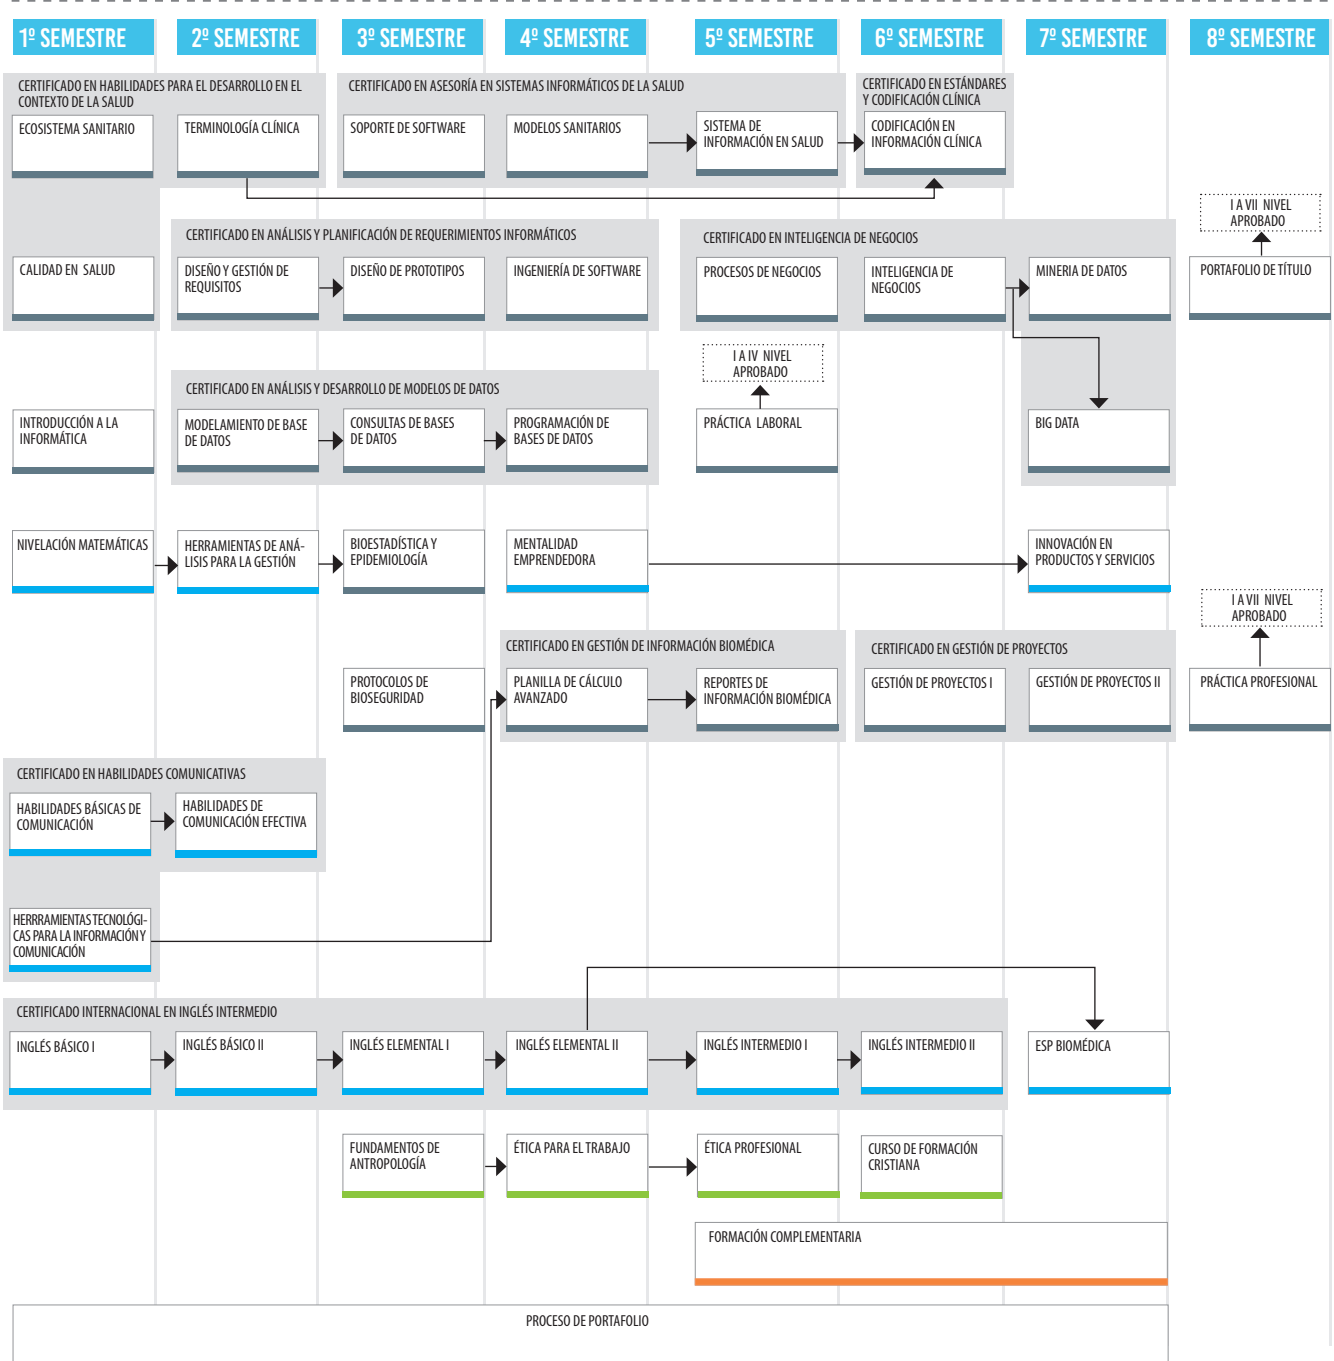 1º SEMESTRE
2º SEMESTRE
3º SEMESTRE
4º SEMESTRE
5º SEMESTRE
6º SEMESTRE
7º SEMESTRE
8º SEMESTRE
CERTIFICADO EN HABILIDADES PARA EL DESARROLLO EN EL
CONTEXTO DE LA SALUD
CERTIFICADO EN ASESORÍA EN SISTEMAS INFORMÁTICOS DE LA SALUD
CERTIFICADO EN ESTÁNDARES
Y CODIFICACIÓN CLÍNICA
ECOSISTEMA SANITARIO
TERMINOLOGÍA CLÍNICA
SOPORTE DE SOFTWARE
MODELOS SANITARIOS
SISTEMA DE
INFORMACIÓN EN SALUD
CODIFICACIÓN EN
INFORMACIÓN CLÍNICA
I A VII NIVEL
APROBADO
CERTIFICADO EN ANÁLISIS Y PLANIFICACIÓN DE REQUERIMIENTOS INFORMÁTICOS
CERTIFICADO EN INTELIGENCIA DE NEGOCIOS
CALIDAD EN SALUD
DISEÑO Y GESTIÓN DE
REQUISITOS
DISEÑO DE PROTOTIPOS
INGENIERÍA DE SOFTWARE
PROCESOS DE NEGOCIOS
INTELIGENCIA DE
NEGOCIOS
MINERIA DE DATOS
PORTAFOLIO DE TÍTULO
I A IV NIVEL
APROBADO
CERTIFICADO EN ANÁLISIS Y DESARROLLO DE MODELOS DE DATOS
INTRODUCCIÓN A LA
INFORMÁTICA
MODELAMIENTO DE BASE
DE DATOS
CONSULTAS DE BASES
DE DATOS
PROGRAMACIÓN DE
BASES DE DATOS
PRÁCTICA LABORAL
BIG DATA
NIVELACIÓN MATEMÁTICAS
HERRAMIENTAS DE ANÁ-
LISIS PARA LA GESTIÓN
BIOESTADÍSTICA Y
EPIDEMIOLOGÍA
MENTALIDAD
EMPRENDEDORA
INNOVACIÓN EN
PRODUCTOS Y SERVICIOS
I A VII NIVEL
APROBADO
CERTIFICADO EN GESTIÓN DE INFORMACIÓN BIOMÉDICA
CERTIFICADO EN GESTIÓN DE PROYECTOS
PROTOCOLOS DE
BIOSEGURIDAD
PLANILLA DE CÁLCULO
AVANZADO
REPORTES DE
INFORMACIÓN BIOMÉDICA
GESTIÓN DE PROYECTOS I
GESTIÓN DE PROYECTOS II
PRÁCTICA PROFESIONAL
CERTIFICADO EN HABILIDADES COMUNICATIVAS
HABILIDADES BÁSICAS DE
COMUNICACIÓN
HABILIDADES DE
COMUNICACIÓN EFECTIVA
HERRRAMIENTAS TECNOLÓGI-
CAS PARA LA INFORMACIÓN Y
COMUNICACIÓN
CERTIFICADO INTERNACIONAL EN INGLÉS INTERMEDIO
INGLÉS BÁSICO I
INGLÉS BÁSICO II
INGLÉS ELEMENTAL I
INGLÉS ELEMENTAL II
INGLÉS INTERMEDIO I
INGLÉS INTERMEDIO II
ESP BIOMÉDICA
FUNDAMENTOS DE
ANTROPOLOGÍA
ÉTICA PARA EL TRABAJO
ÉTICA PROFESIONAL
CURSO DE FORMACIÓN
CRISTIANA
FORMACIÓN COMPLEMENTARIA
PROCESO DE PORTAFOLIO